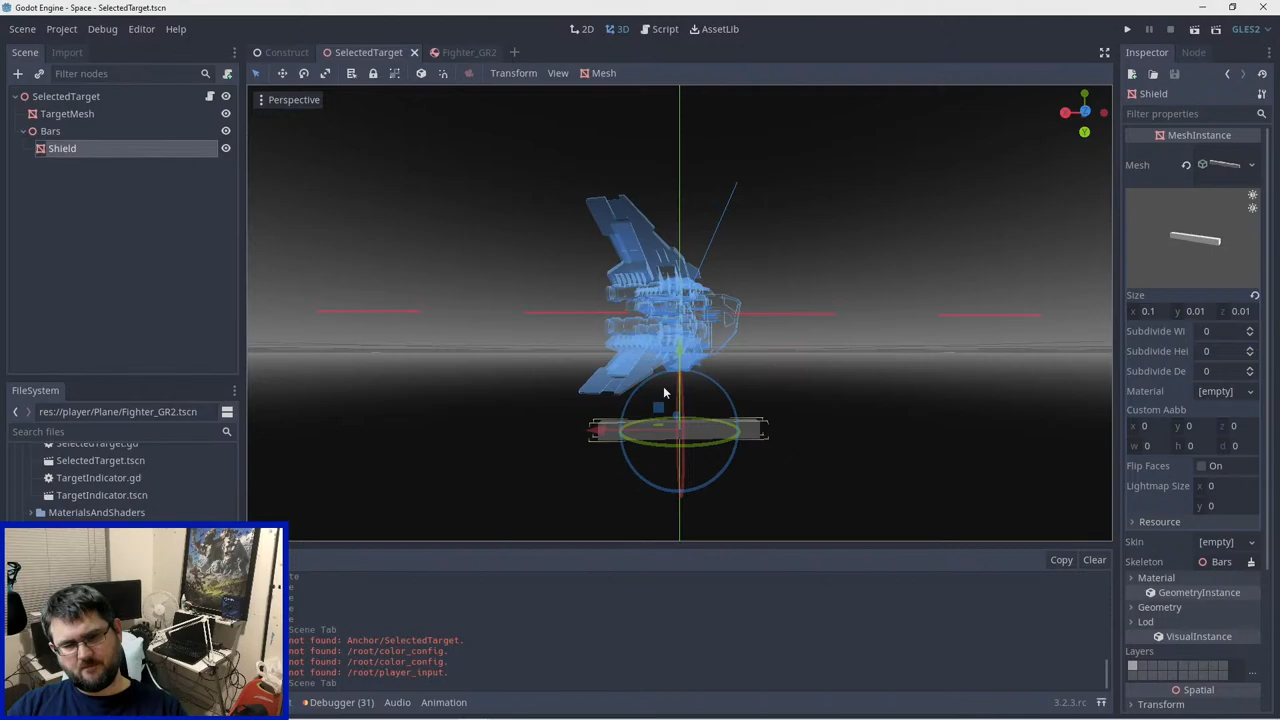 Godot Engine - Space - SelectedTarget.tscn
Scene Project Debug Editor Help
2D 3D Script AssetLib
GLES2
Scene Import
Construct SelectedTarget Fighter_GR2
Inspector Node
Filter nodes
Transform View Mesh
SelectedTarget
TargetMesh
Bars
Shield
Perspective
X
Z
Y
Shield
Filter properties
MeshInstance
Mesh
Size
x 0.1 y 0.01 z 0.01
Subdivide Wi 0
Subdivide Hei 0
Subdivide De 0
Material [empty]
Custom Aabb
x 0 y 0 z 0
w 0 h 0 d 0
Flip Faces On
Lightmap Size x 0
y 0
Resource
Skin [empty]
Skeleton Bars
Material
GeometryInstance
Geometry
Lod
VisualInstance
Layers
...
Spatial
Transform
FileSystem
res://player/Plane/Fighter_GR2.tscn
Search files
SelectedTarget.gd
SelectedTarget.tscn
TargetIndicator.gd
TargetIndicator.tscn
MaterialsAndShaders
Copy Clear
Scene Tab
not found: Anchor/SelectedTarget.
not found: /root/color_config.
not found: /root/color_config.
not found: /root/player_input.
Scene Tab
Debugger (31) Audio Animation
3.2.3.rc